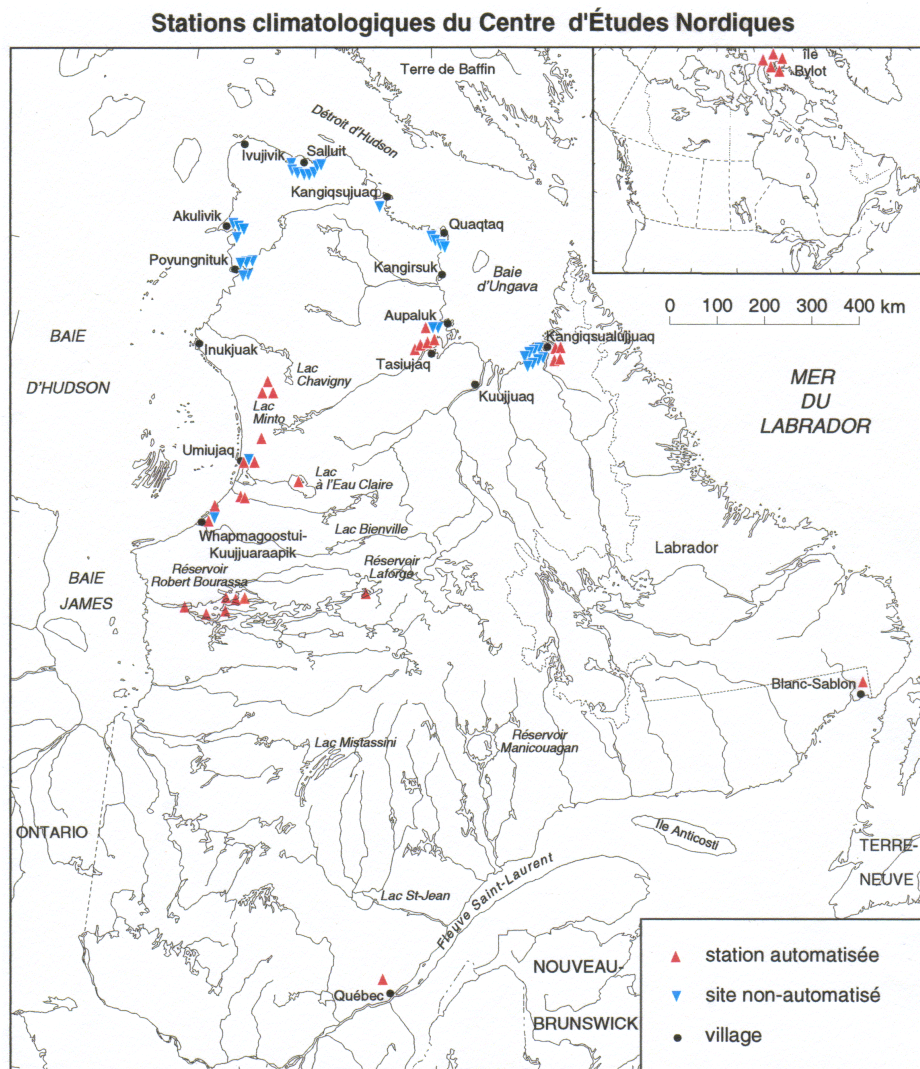 Stations climatologiques du Centre d'Études Nordiques
Terre de Baffin
île
Bylot
Détroit d'Hudson
Ivujivik
Salluit
Kangiqsujuaq
Akulivik
Quaqtaq
Povungnituk
Kangirsuk
Baie
d'Ungava
0 100 200 300 400 km
Aupaluk
BAIE
D'HUDSON
Inukjuak
Kangiqsualujjuaq
Tasiujaq
Lac
Chavigny
Kuujjuaq
MER
DU
LABRADOR
Lac
Minto
Umiujaq
Lac
à l'Eau Claire
Whapmagoostui-
Kuujjuaraapik
Lac Bienville
Labrador
Réservoir
Robert Bourassa
Réservoir
Laforge
BAIE
JAMES
Blanc-Sablon
Lac Mistassini
Réservoir
Manicouagan
ONTARIO
Ile Anticosti
TERRE-
NEUVE
Lac St-Jean
Fleuve Saint-Laurent
Québec
NOUVEAU-
BRUNSWICK
station automatisée
site non-automatisé
village